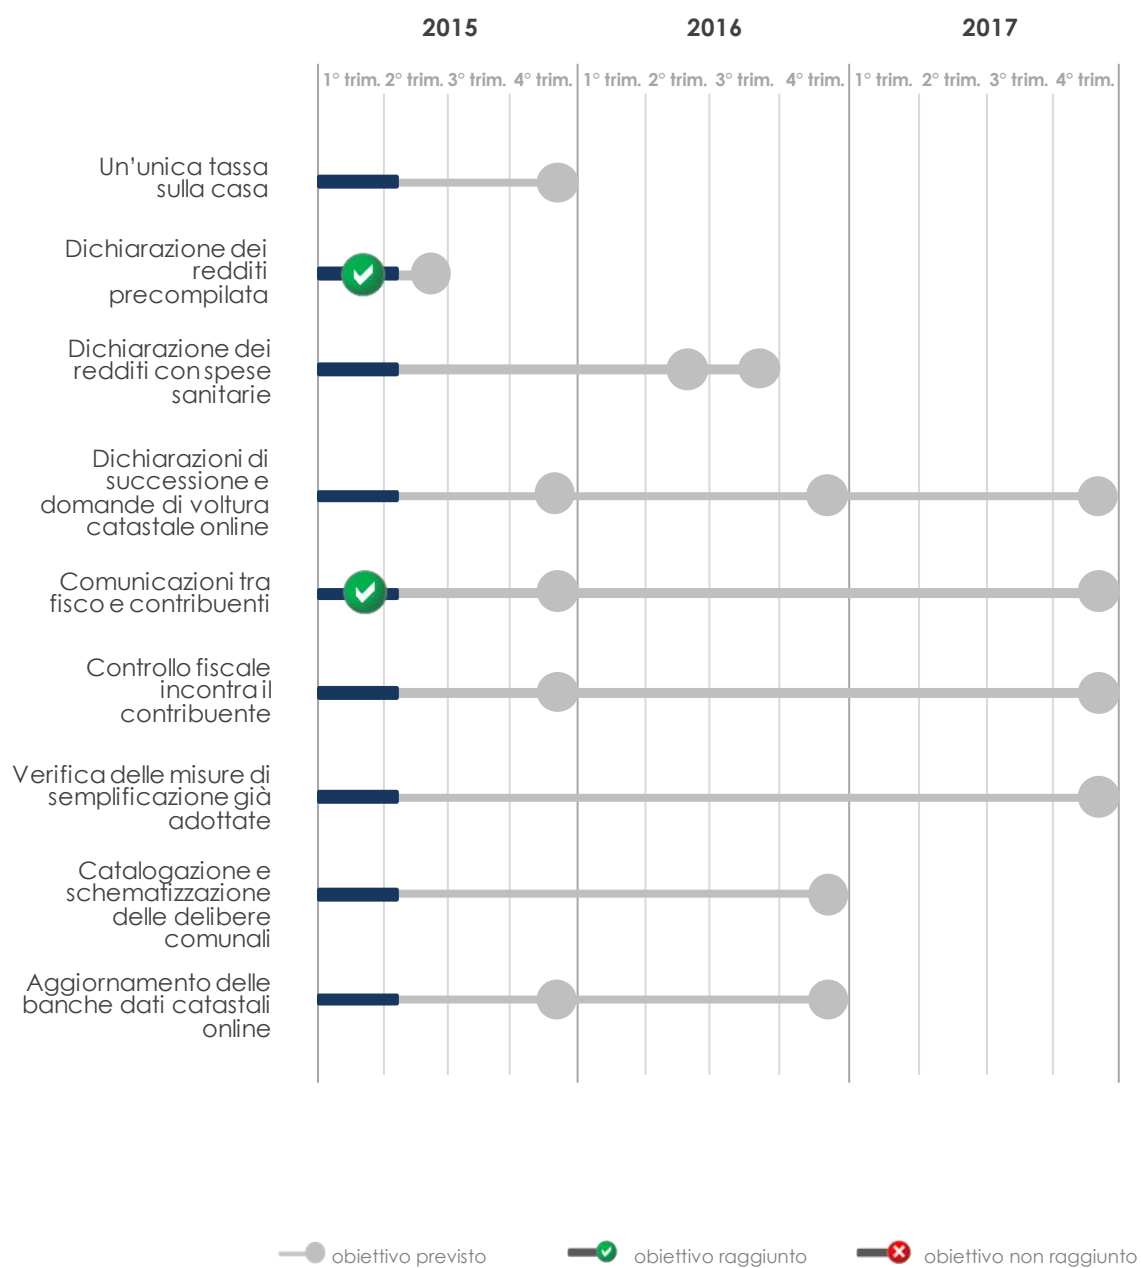 2015 2016 2017
1° trim. 2° trim. 3° trim. 4° trim. 1° trim. 2° trim. 3° trim. 4° trim. 1° trim. 2° trim. 3° trim. 4° trim.
Un’unica tassa
sulla casa
Dichiarazione dei
redditi
precompilata
Dichiarazione dei
redditi con spese
sanitarie
Dichiarazioni di
successione e
domande di voltura
catastale online
Comunicazioni tra
fisco e contribuenti
Controllo fiscale
incontra il
contribuente
Verifica delle misure di
semplificazione già
adottate
Catalogazione e
schematizzazione
delle delibere
comunali
Aggiornamento delle
banche dati catastali
online
obiettivo previsto obiettivo raggiunto obiettivo non raggiunto